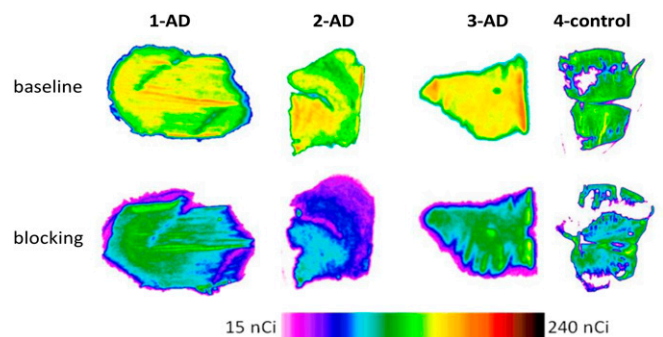 1-AD 2-AD 3-AD 4-control
baseline
blocking
15 nCi 240 nCi